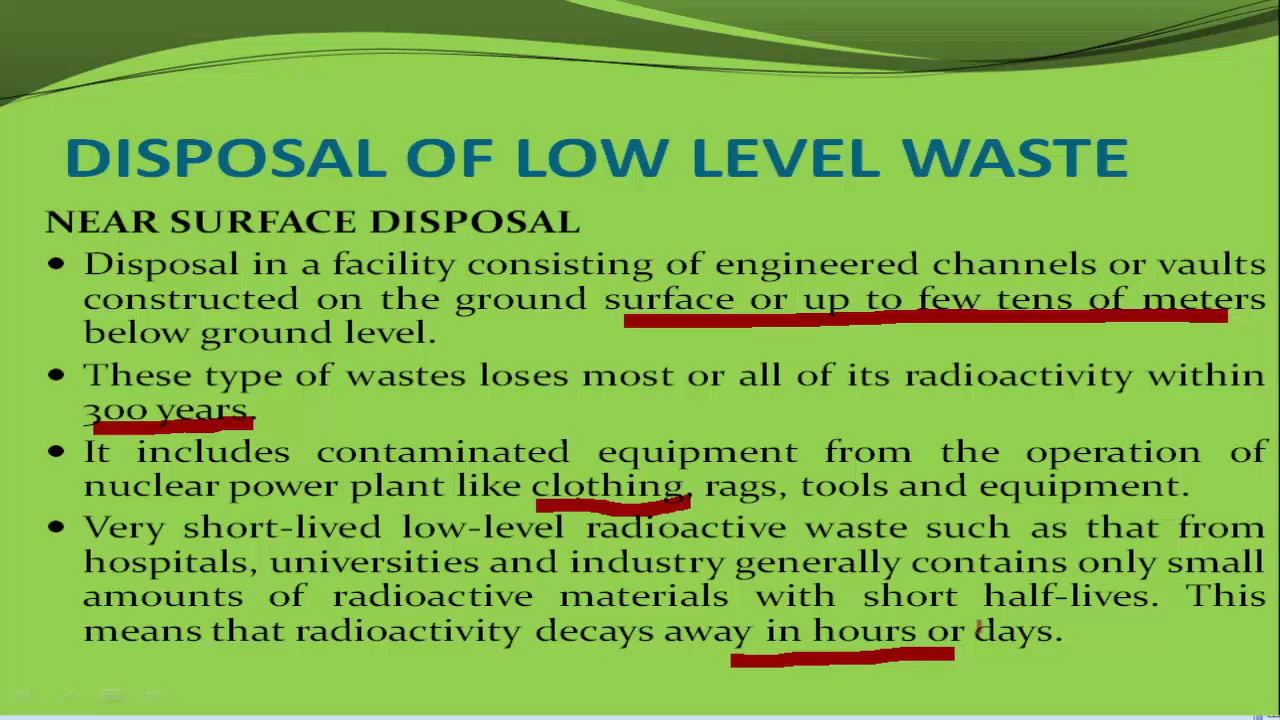 DISPOSAL OF LOW LEVEL WASTE
NEAR SURFACE DISPOSAL
• Disposal in a facility consisting of engineered channels or vaults
constructed on the ground surface or up to few tens of meters
below ground level.
• These type of wastes loses most or all of its radioactivity within
300 years.
• It includes contaminated equipment from the operation of
nuclear power plant like clothing, rags, tools and equipment.
• Very short-lived low-level radioactive waste such as that from
hospitals, universities and industry generally contains only small
amounts of radioactive materials with short half-lives. This
means that radioactivity decays away in hours or days.